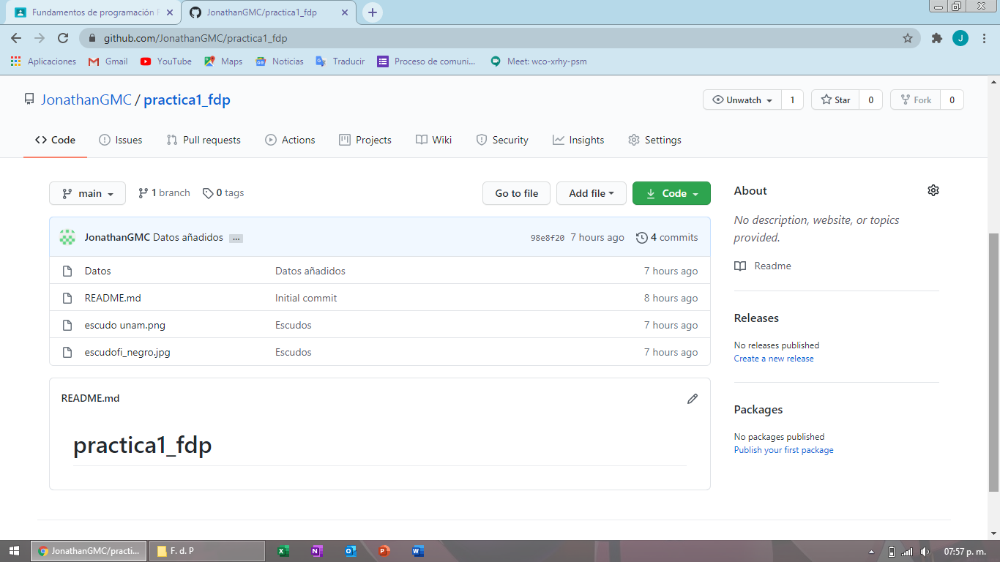 Fundamentos de programación
JonathanGMC/practica1_fdp
github.com/JonathanGMC/practica1_fdp
J
Aplicaciones Gmail YouTube Maps Noticias Traducir Proceso de comuni... Meet: wco-xrhy-psm
JonathanGMC / practica1_fdp
Unwatch 1 Star 0 Fork 0
Code Issues Pull requests Actions Projects Wiki Security Insights Settings
main 1 branch 0 tags Go to file Add file Code
JonathanGMC Datos añadidos ... 98e8f20 7 hours ago 4 commits
Datos Datos añadidos 7 hours ago
README.md Initial commit 8 hours ago
escudo unam.png Escudos 7 hours ago
escudofi_negro.jpg Escudos 7 hours ago
README.md
practica1_fdp
About
No description, website, or topics
provided.
Readme
Releases
No releases published
Create a new release
Packages
No packages published
Publish your first package
JonathanGMC/practi... F. d. P 07:57 p. m.